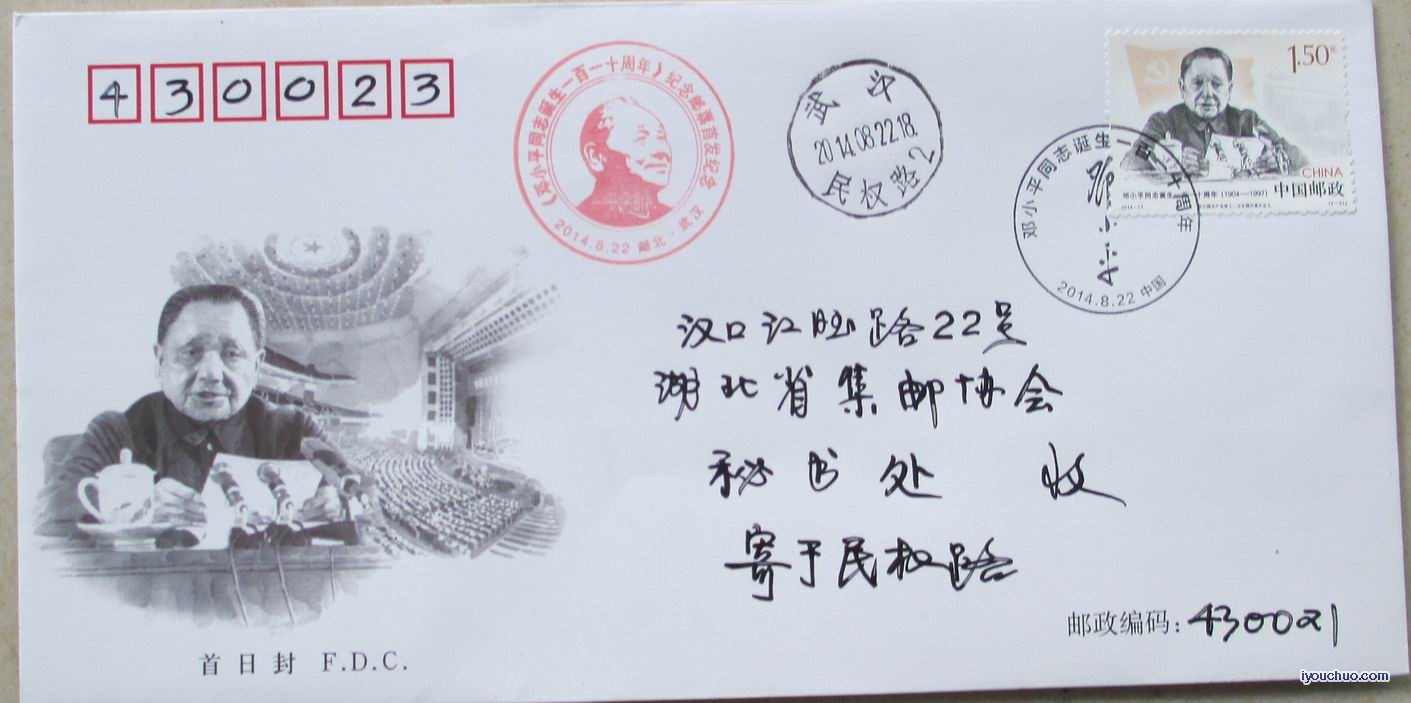 430023
《邓小平同志诞生一百一十周年》纪念邮票首发纪念
2014.8.22 湖北·武汉
武汉
2014.08.22.18
民权路2
1.50元
CHINA
中国邮政
邓小平同志诞生一百一十周年 (1904—1997)
2014-17
邓小平同志诞生一百一十周年
邓小平
2014.8.22 中国
汉口江旺路22号
湖北省集邮协会
秘书处 收
寄于民权路
邮政编码：430021
首日封 F.D.C.
iyouchuo.com